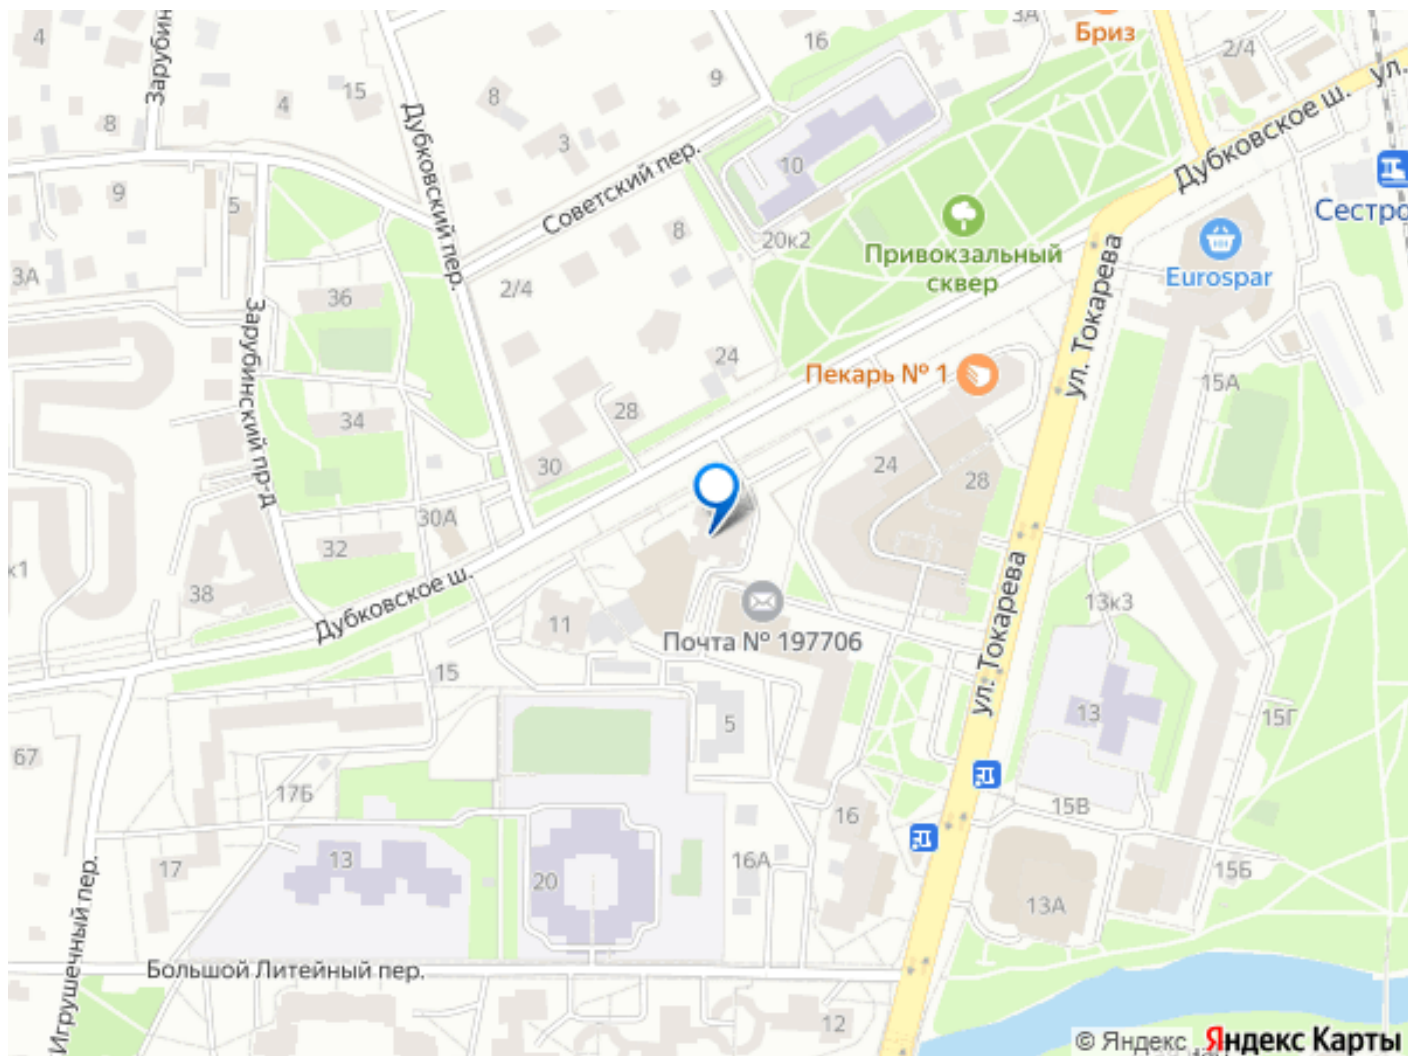 4
Зарубин
3А
Бриз
16
2/4
ул.
9
15
8
4
8
3
Дубковское ш.
Дубковский пер.
Советский пер.
10
9
5
8
20к2
Привокзальный
сквер
Сестро
Eurospar
3А
36
2/4
Зарубинский пр-д
24
Пекарь № 1
ул. Токарева
15А
34
28
30
24
28
30А
32
к1
38
Дубковское ш.
11
Почта № 197706
ул. Токарева
13к3
15
5
13
15Г
67
17Б
15В
16
17
13
20
16А
13А
15Б
Игрушечный пер.
Большой Литейный пер.
12
© Яндекс Яндекс Карты